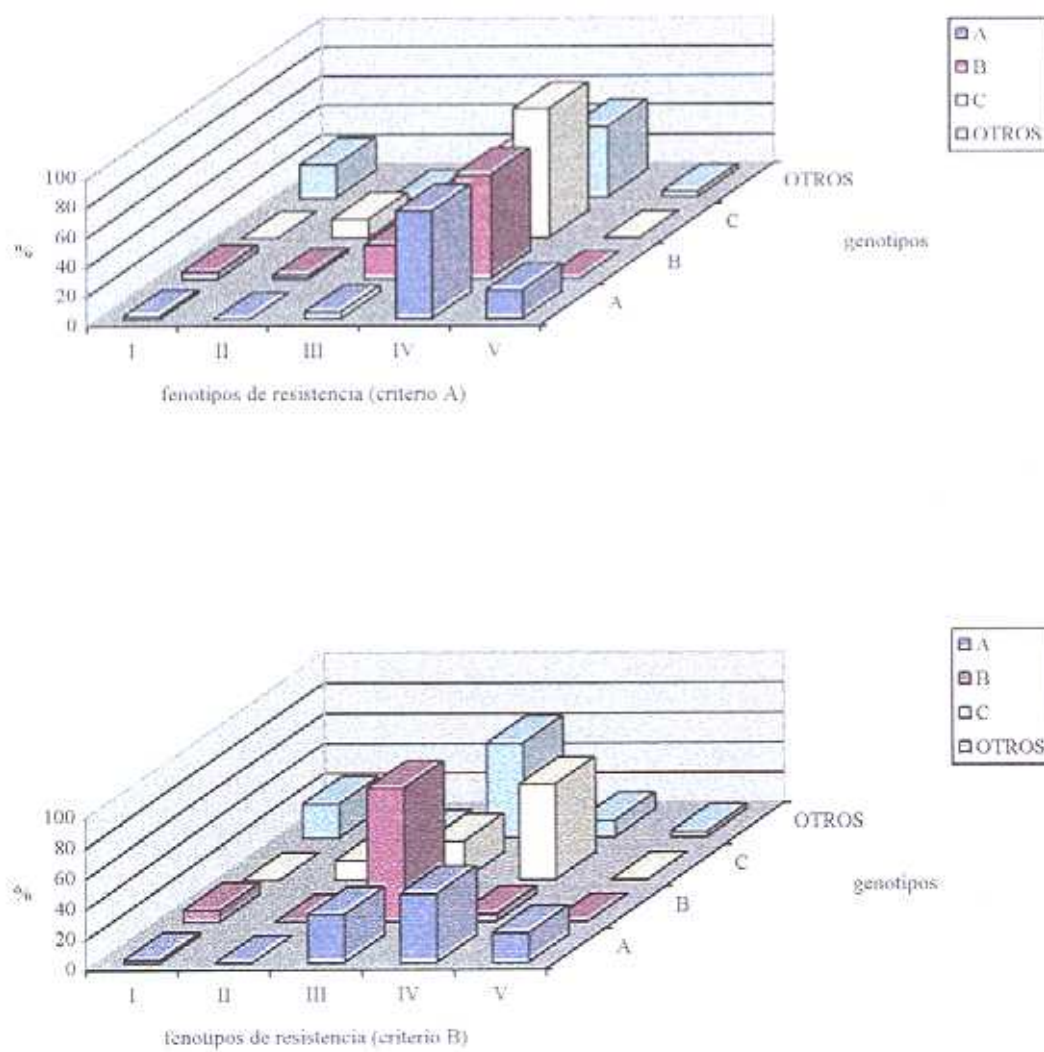 A
B
C
OTROS
100
80
60
40
20
0
%
I
II
III
IV
V
A
B
C
OTROS
genotipos
fenotipos de resistencia (criterio A)
A
B
C
OTROS
100
80
60
40
20
0
%
I
II
III
IV
V
A
B
C
OTROS
genotipos
fenotipos de resistencia (criterio B)